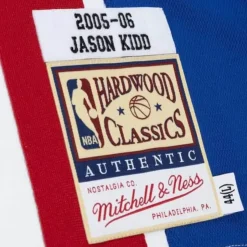 2005-06
JASON KIDD
HARDWOOD
NBA
CLASSICS
AUTHENTIC
NOSTALGIA CO.
Mitchell & Ness
PHILADELPHIA, PA.
44(L)